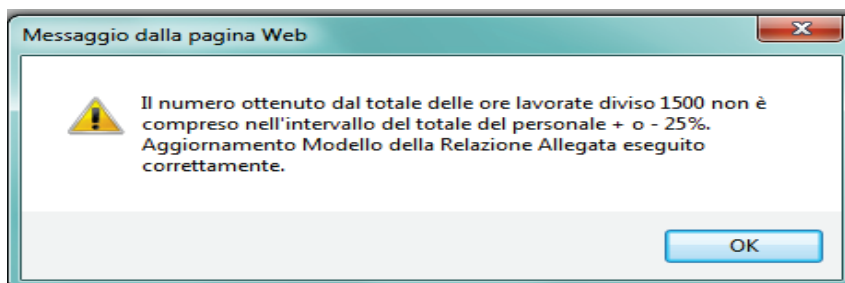 Messaggio dalla pagina Web
Il numero ottenuto dal totale delle ore lavorate diviso 1500 non è
compreso nell'intervallo del totale del personale + o - 25%.
Aggiornamento Modello della Relazione Allegata eseguito
correttamente.
OK